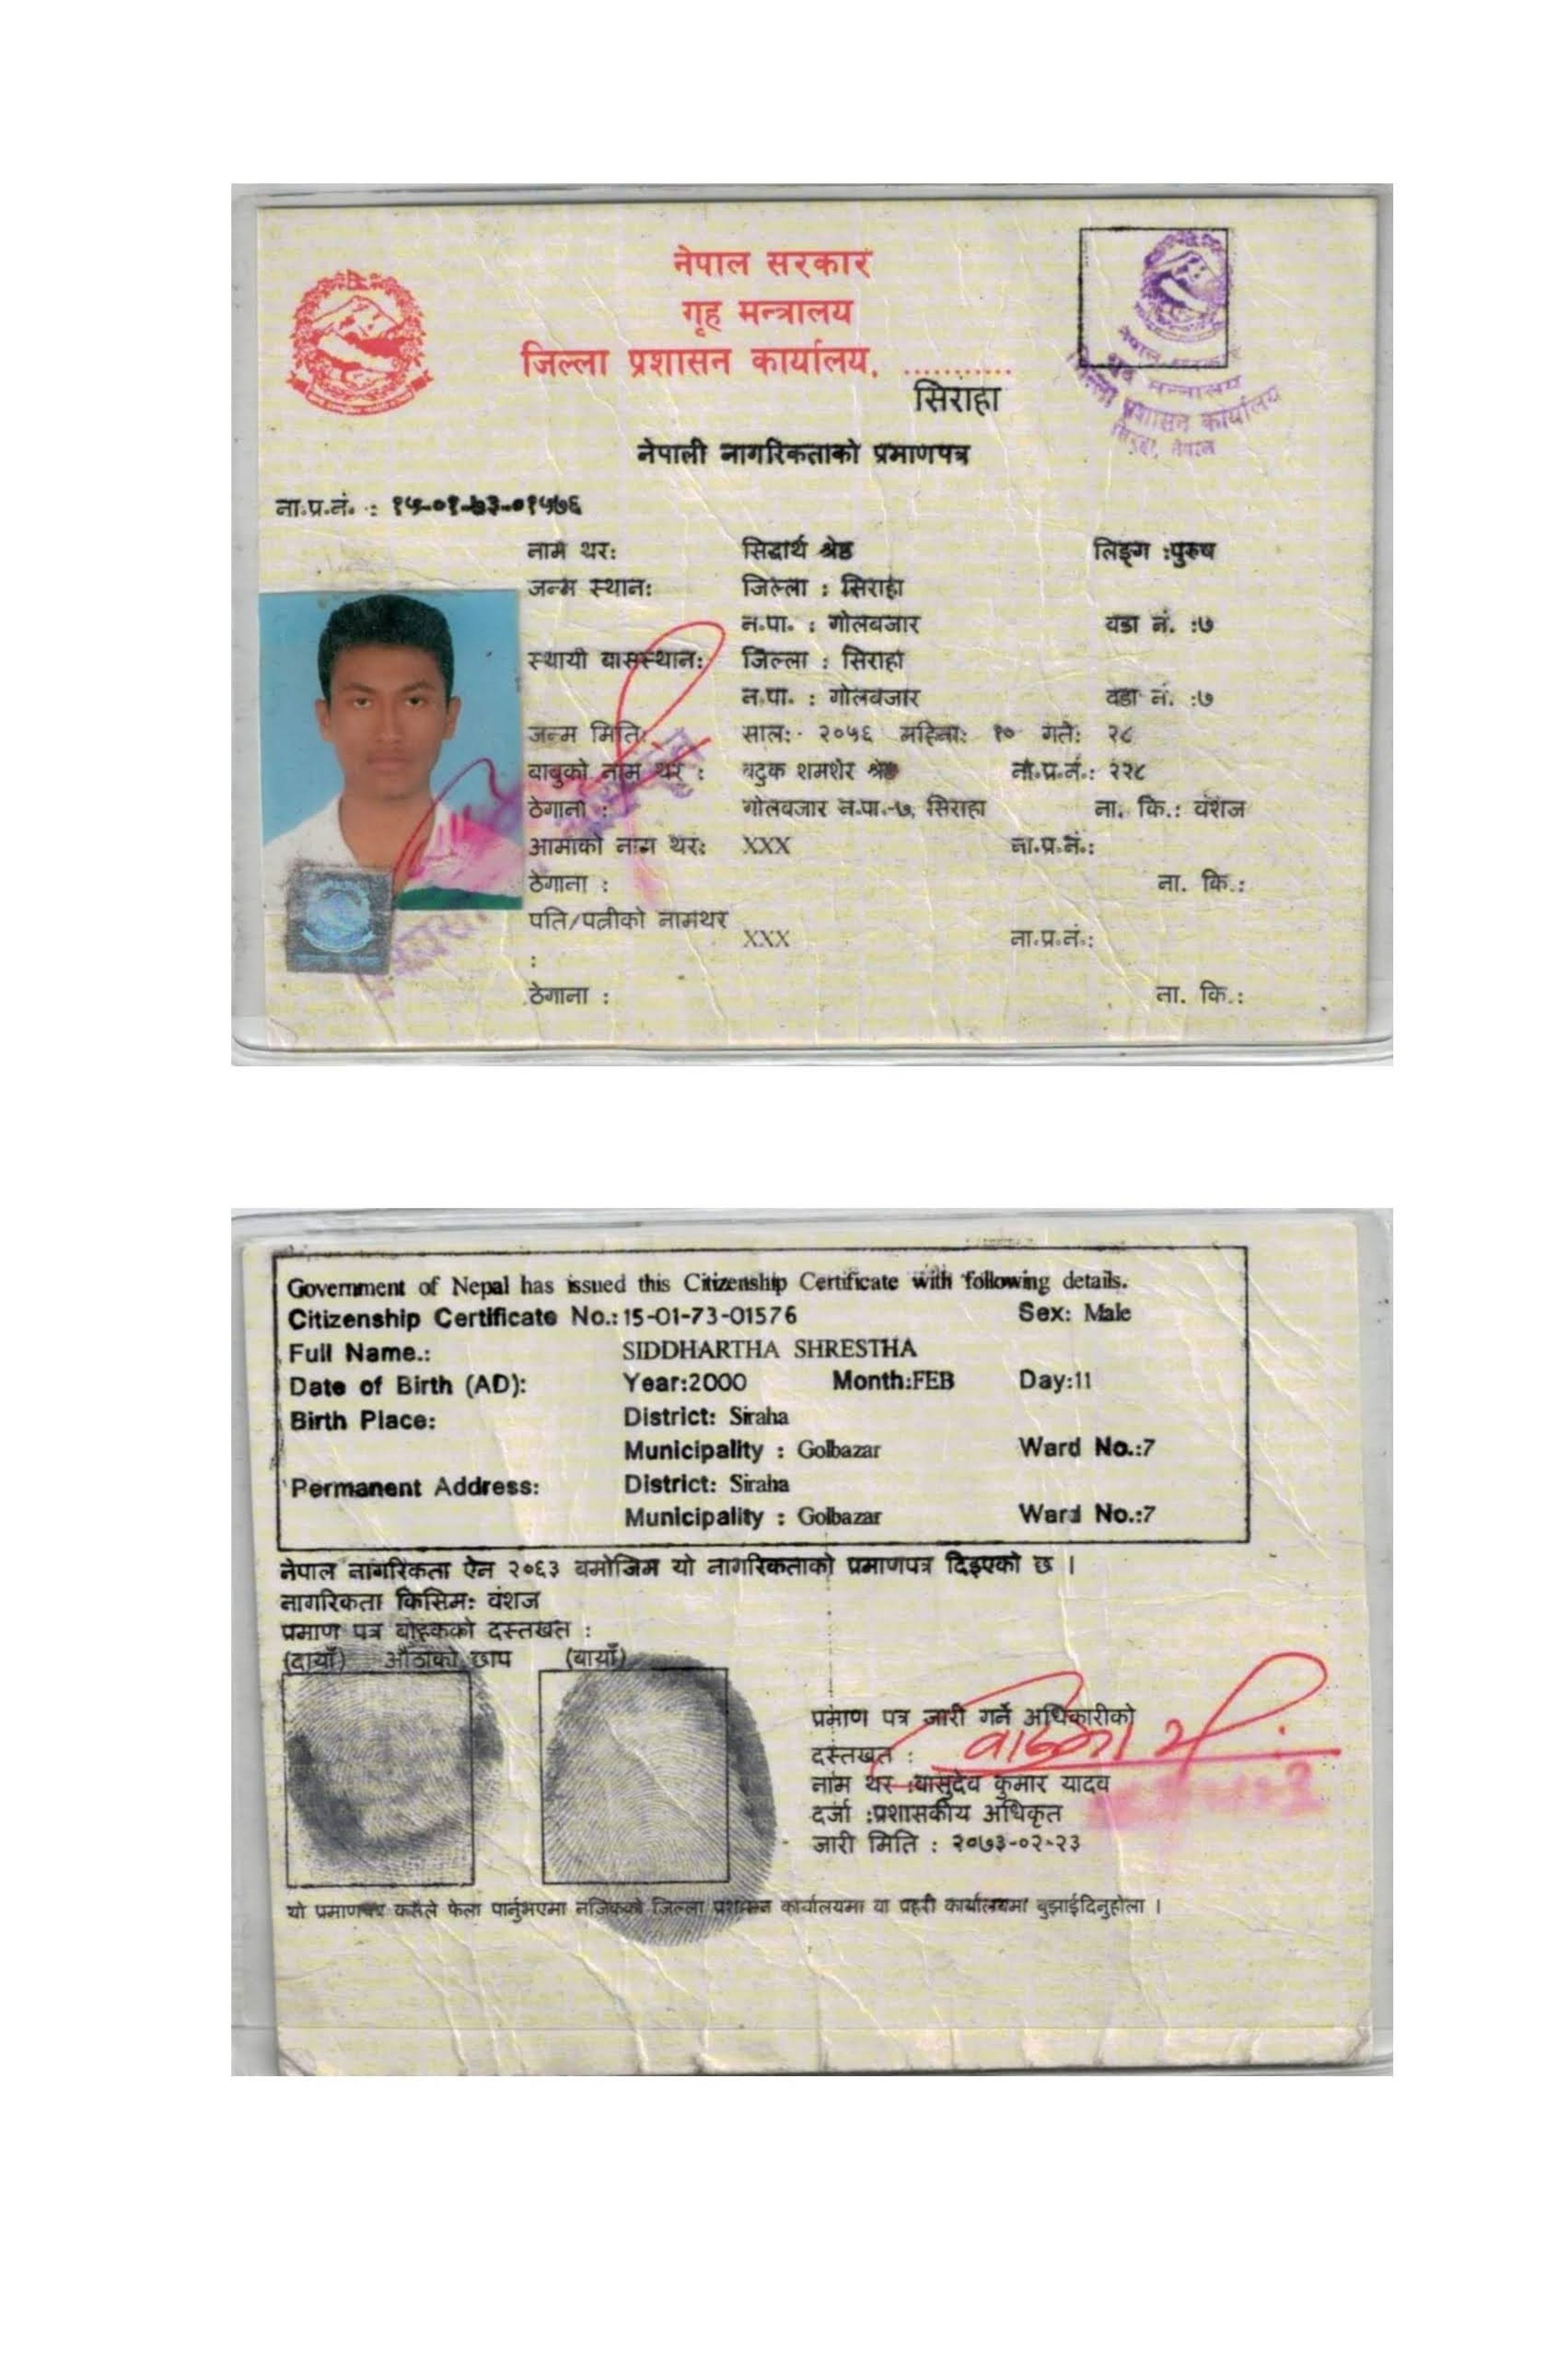 नेपाल सरकार
गृह मन्त्रालय
जिल्ला प्रशासन कार्यालय, ...........
सिराहा
नेपाल सरकार
गृह मन्त्रालय
जिल्ला प्रशासन कार्यालय
सिराहा, नेपाल
नेपाली नागरिकताको प्रमाणपत्र
ना.प्र.नं. : १५-०१-७३-०१५७६
नाम थर: सिद्धार्थ श्रेष्ठ लिङ्ग :पुरुष
जन्म स्थान: जिल्ला : सिराहा
न.पा. : गोलबजार वडा नं. :७
स्थायी बासस्थान: जिल्ला : सिराहा
न.पा. : गोलबजार वडा नं. :७
जन्म मिति: साल: २०५६ महिना: १० गते: २८
बाबुको नाम थर : बटुक शमशेर श्रेष्ठ ना.प्र.नं.: २२८
ठेगाना : गोलबजार न.पा.-७, सिराहा ना. कि.: वंशज
आमाको नाम थर: XXX ना.प्र.नं.:
ठेगाना : ना. कि.:
पति/पत्नीको नामथर : XXX ना.प्र.नं.:
ठेगाना : ना. कि.:
Government of Nepal has issued this Citizenship Certificate with following details.
Citizenship Certificate No.: 15-01-73-01576 Sex: Male
Full Name.: SIDDHARTHA SHRESTHA
Date of Birth (AD): Year:2000 Month:FEB Day:11
Birth Place: District: Siraha
Municipality : Golbazar Ward No.:7
Permanent Address: District: Siraha
Municipality : Golbazar Ward No.:7
नेपाल नागरिकता ऐन २०६३ बमोजिम यो नागरिकताको प्रमाणपत्र दिइएको छ ।
नागरिकता किसिम: वंशज
प्रमाण पत्र बाहकको दस्तखत :
(दायाँ) औंठाको छाप (बायाँ)
प्रमाण पत्र जारी गर्ने अधिकारीको
दस्तखत :
नाम थर :बासुदेव कुमार यादव
दर्जा :प्रशासकीय अधिकृत
जारी मिति : २०७३-०२-२३
यो प्रमाणपत्र कसैले फेला पार्नुभएमा नजिकको जिल्ला प्रशासन कार्यालयमा या प्रहरी कार्यालयमा बुझाईदिनुहोला ।